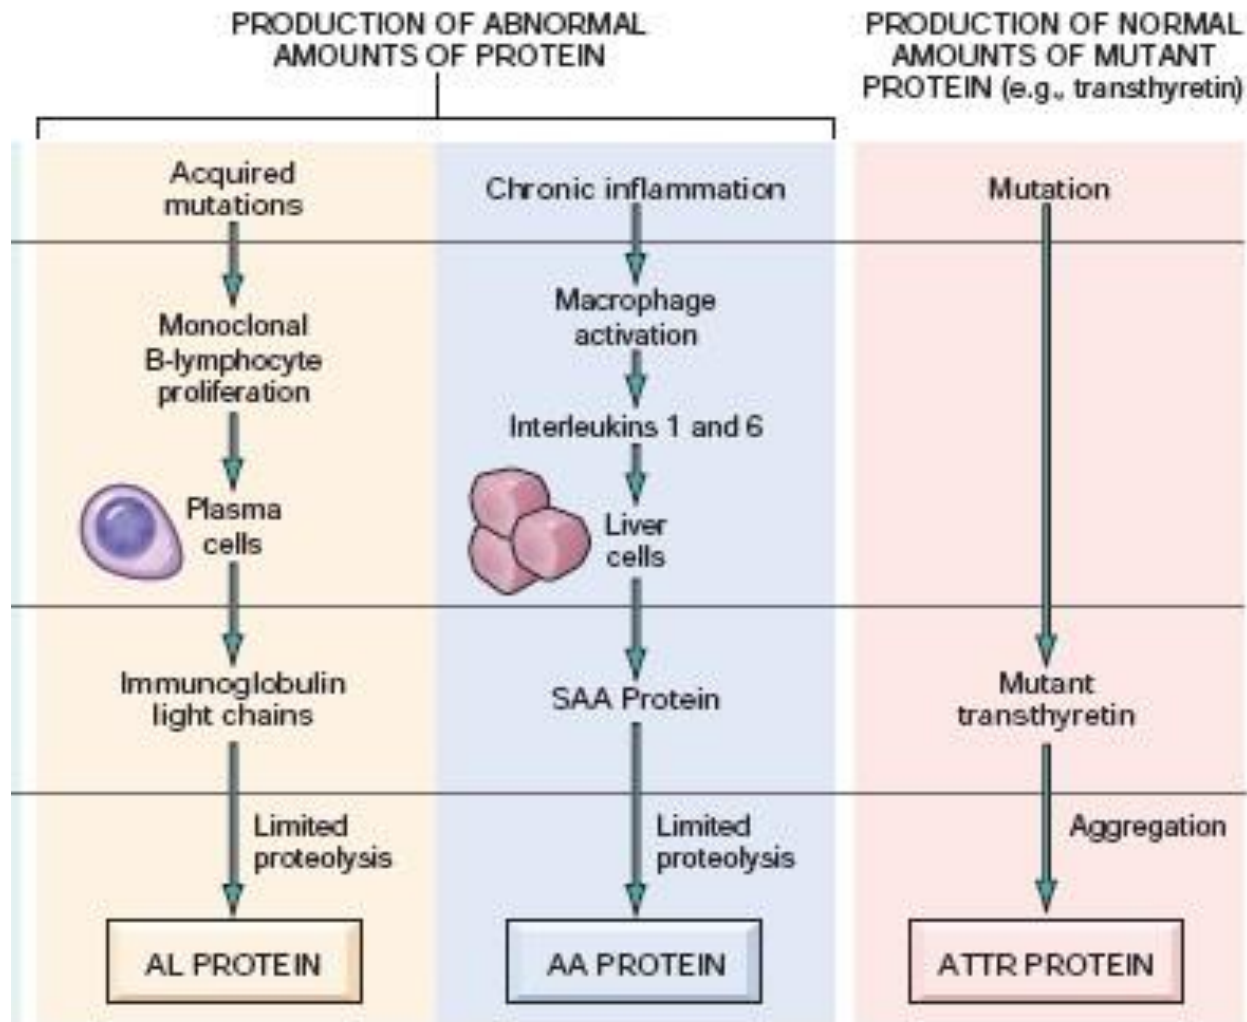 PRODUCTION OF ABNORMAL
AMOUNTS OF PROTEIN
PRODUCTION OF NORMAL
AMOUNTS OF MUTANT
PROTEIN (e.g., transthyretin)
Acquired
mutations
Monoclonal
B-lymphocyte
proliferation
Plasma
cells
Immunoglobulin
light chains
Limited
proteolysis
AL PROTEIN
Chronic inflammation
Macrophage
activation
Interleukins 1 and 6
Liver
cells
SAA Protein
Limited
proteolysis
AA PROTEIN
Mutation
Mutant
transthyretin
Aggregation
ATTR PROTEIN